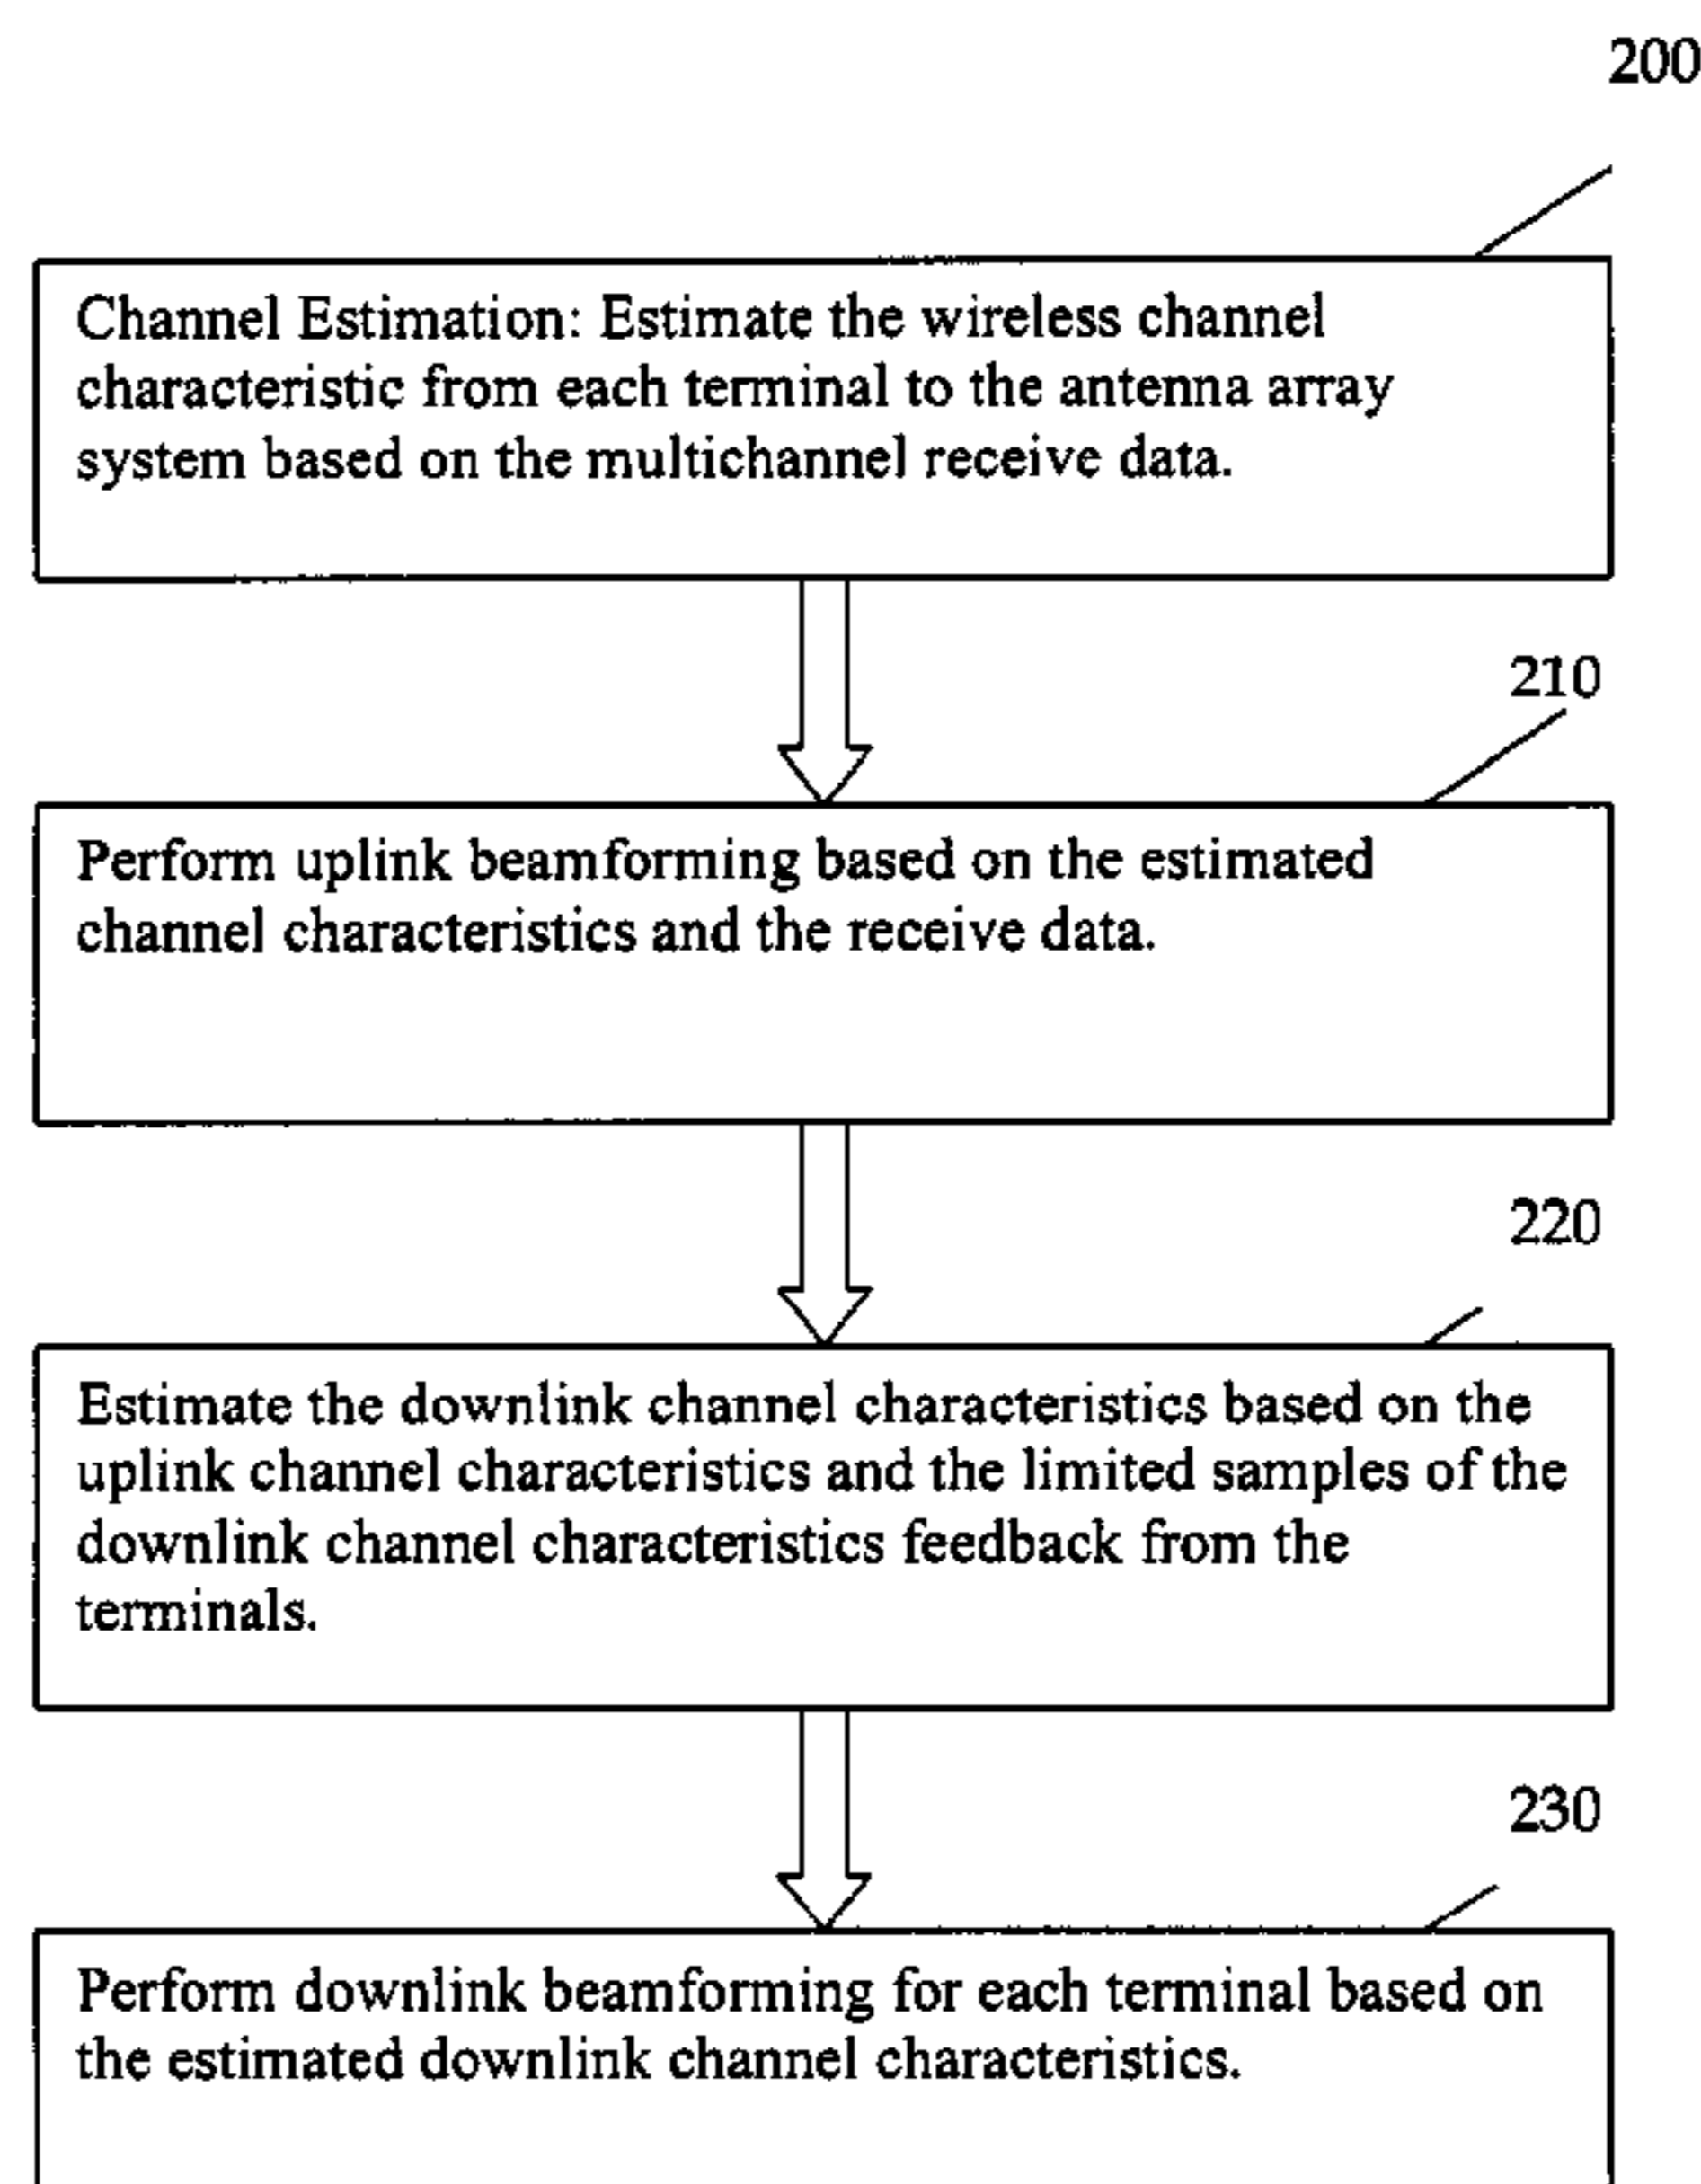 200
Channel Estimation: Estimate the wireless channel
characteristic from each terminal to the antenna array
system based on the multichannel receive data.
210
Perform uplink beamforming based on the estimated
channel characteristics and the receive data.
220
Estimate the downlink channel characteristics based on the
uplink channel characteristics and the limited samples of the
downlink channel characteristics feedback from the
terminals.
230
Perform downlink beamforming for each terminal based on
the estimated downlink channel characteristics.